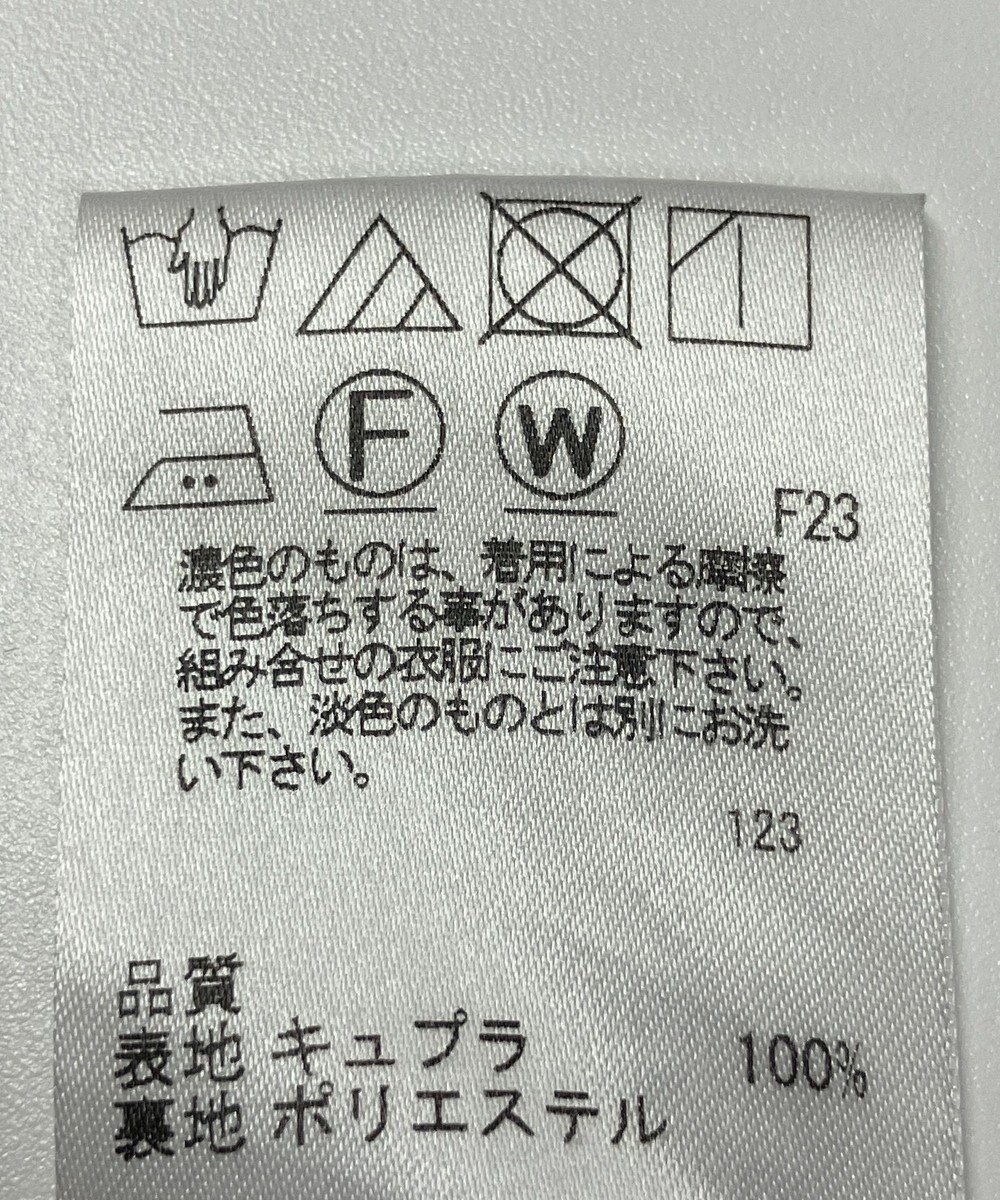 F W
F23
濃色のものは、着用による摩擦
で色落ちする事がありますので、
組み合せの衣服にご注意下さい。
また、淡色のものとは別にお洗
い下さい。
123
品質
表地 キュプラ 100%
裏地 ポリエステル